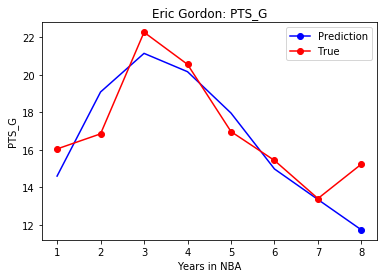 Eric Gordon: PTS_G
Prediction
True
PTS_G
22
20
18
16
14
12
1 2 3 4 5 6 7 8
Years in NBA